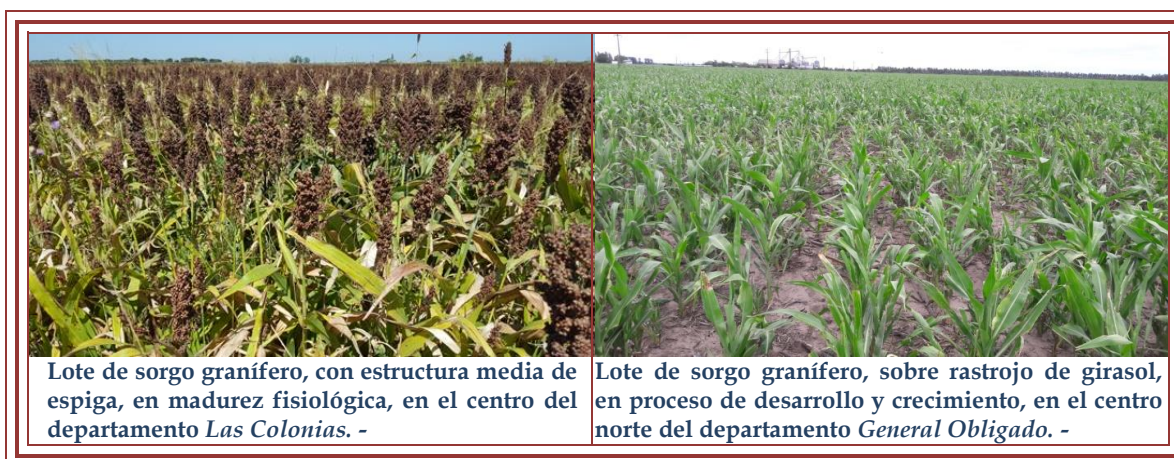 Lote de sorgo granífero, con estructura media de
espiga, en madurez fisiológica, en el centro del
departamento Las Colonias. -
Lote de sorgo granífero, sobre rastrojo de girasol,
en proceso de desarrollo y crecimiento, en el centro
norte del departamento General Obligado. -